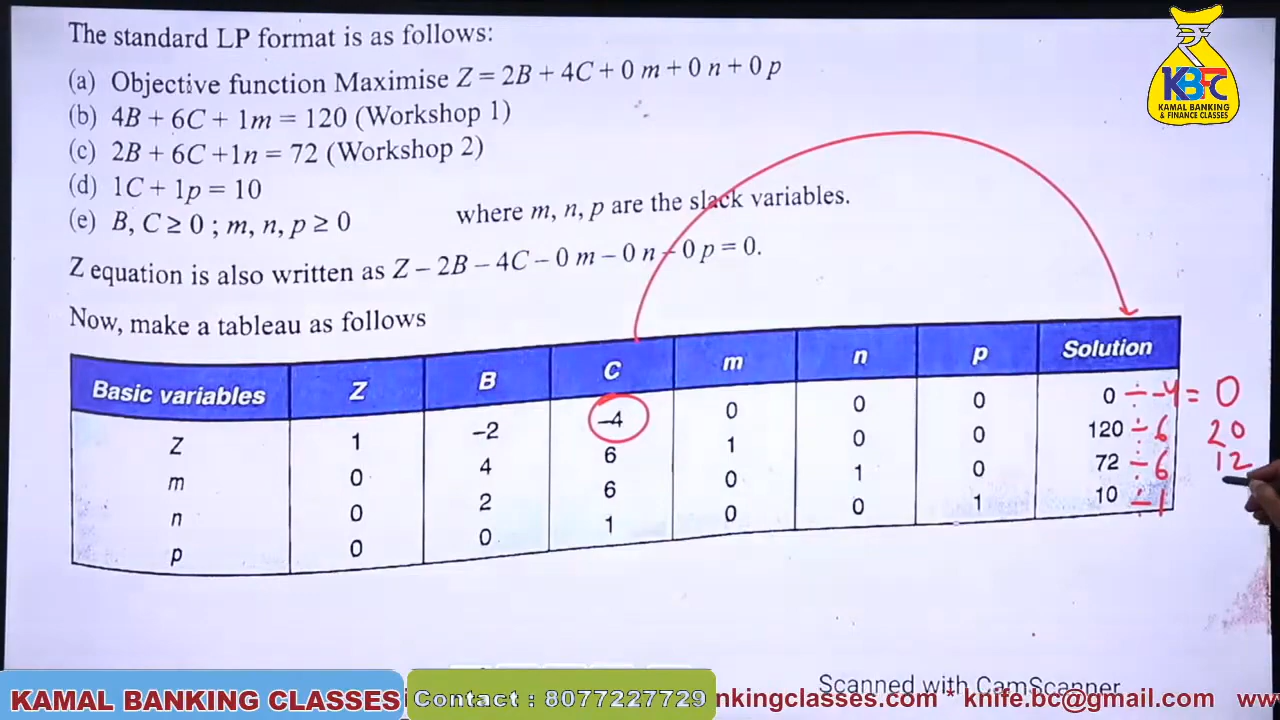 The standard LP format is as follows:
(a) Objective function Maximise Z = 2B + 4C + 0 m + 0 n + 0 p
(b) 4B + 6C + 1m = 120 (Workshop 1)
(c) 2B + 6C +1n = 72 (Workshop 2)
(d) 1C + 1p = 10
(e) B, C ≥ 0 ; m, n, p ≥ 0 where m, n, p are the slack variables.
Z equation is also written as Z – 2B – 4C – 0 m – 0 n – 0 p = 0.
Now, make a tableau as follows
Basic variables Z B C m n p Solution
Z 1 –2 –4 0 0 0 0 ÷ -4 = 0
m 0 4 6 1 0 0 120 ÷ 6 20
n 0 2 6 0 1 0 72 ÷ 6 12
p 0 0 1 0 0 1 10 ÷ 1
KBFC
KAMAL BANKING
& FINANCE CLASSES
Scanned with CamScanner
KAMAL BANKING CLASSES
Contact : 8077227729
nkingclasses.com * knife.bc@gmail.com